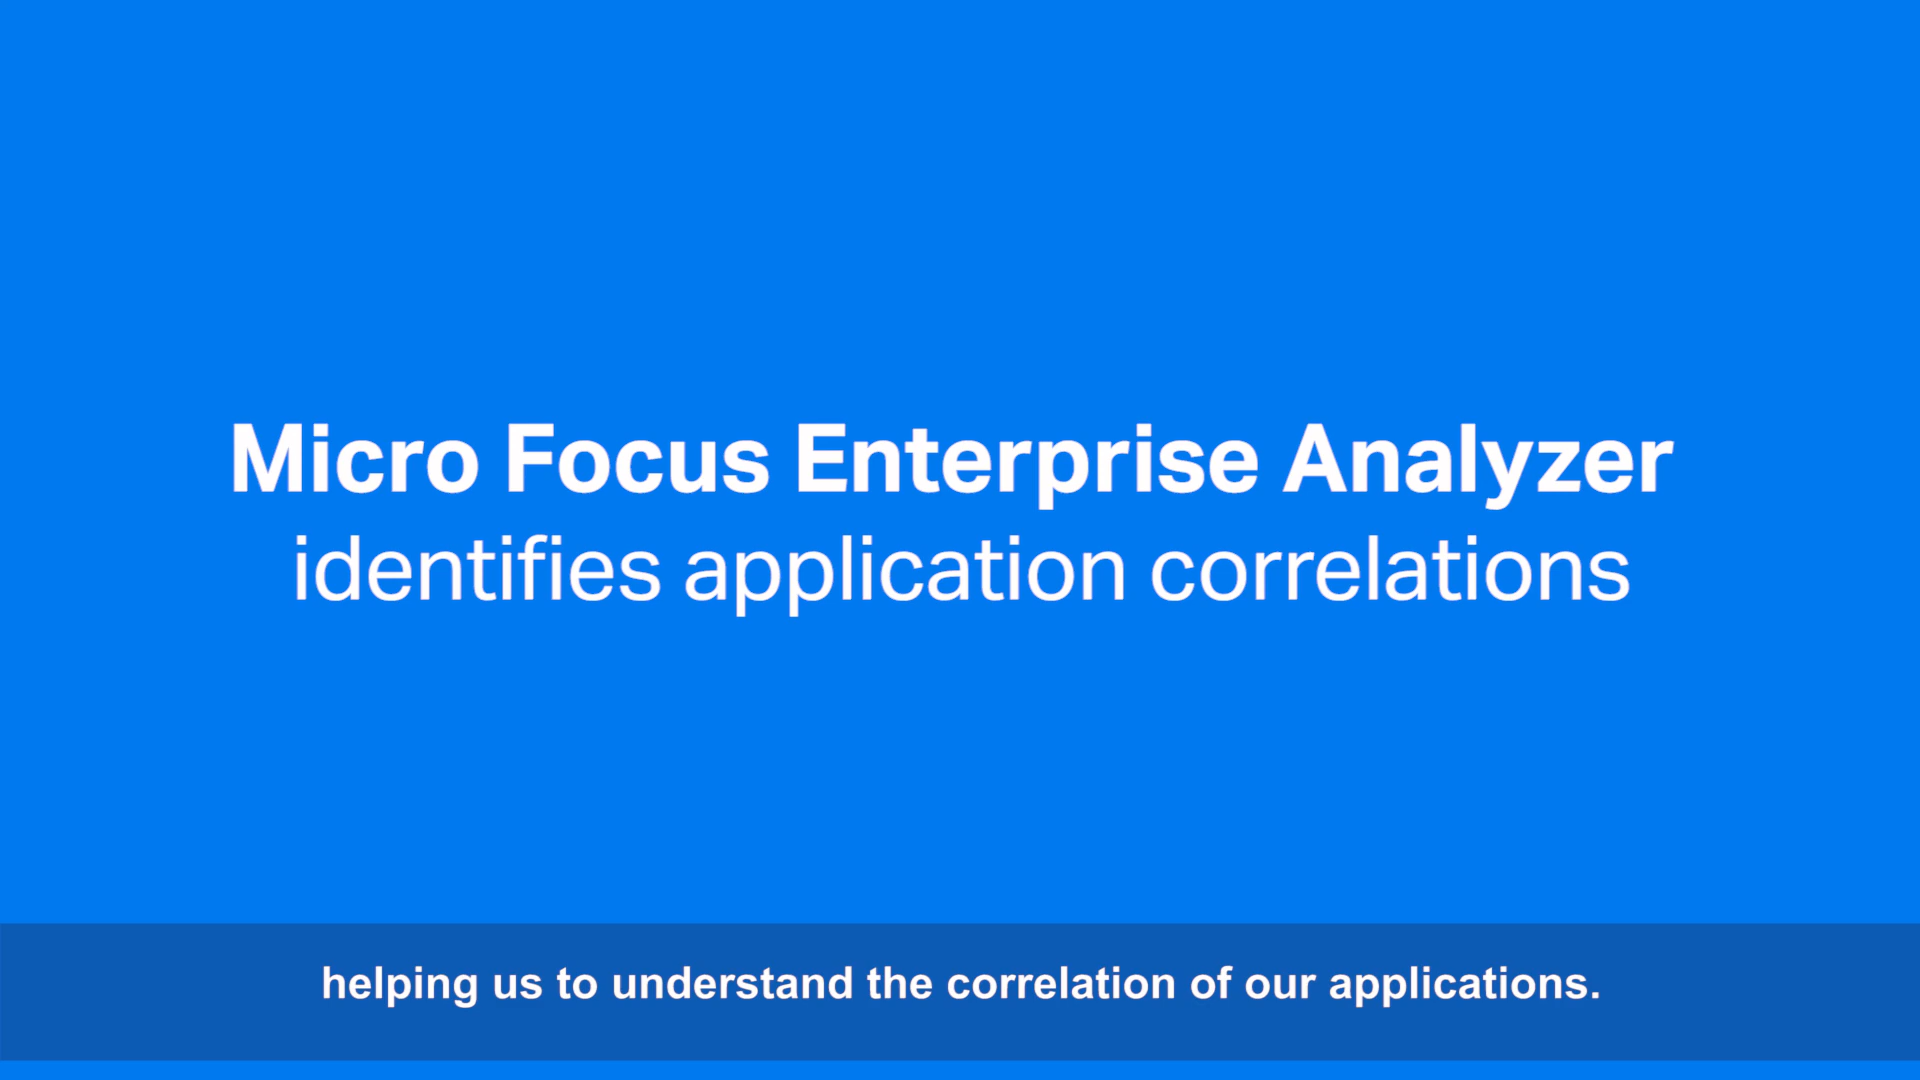 Micro Focus Enterprise Analyzer
identifies application correlations
helping us to understand the correlation of our applications.